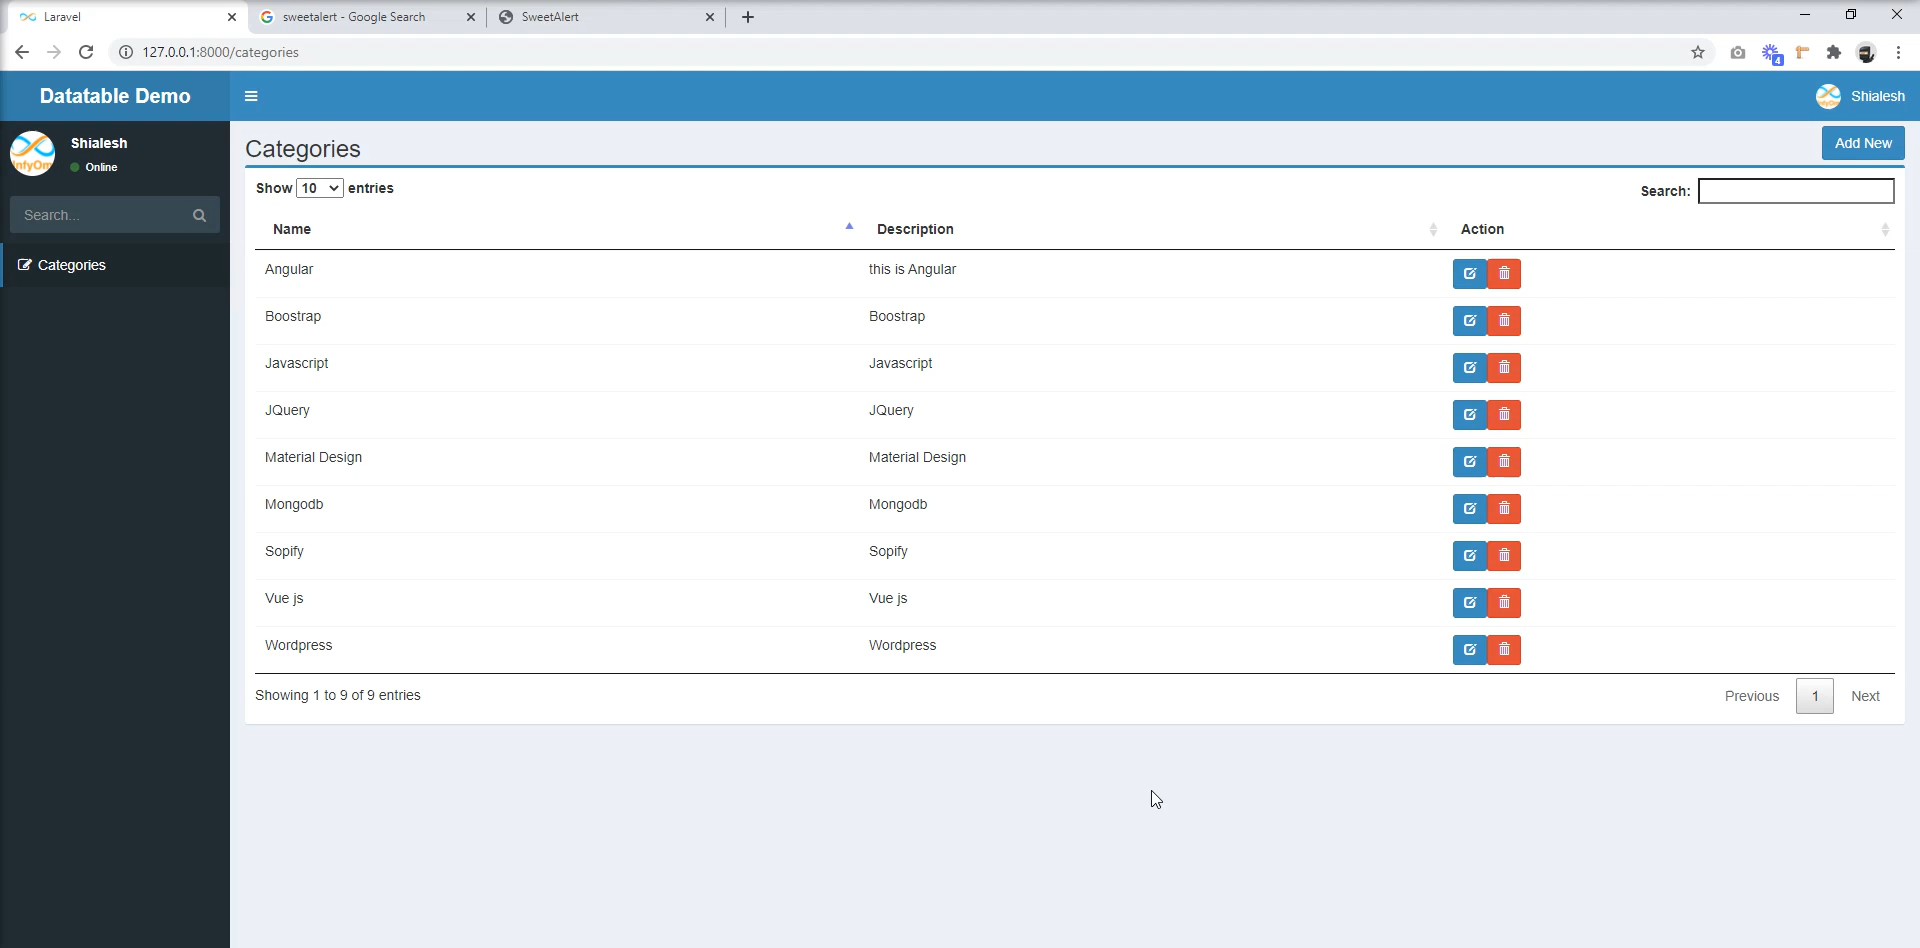 Laravel
sweetalert - Google Search
SweetAlert
127.0.0.1:8000/categories
4
Datatable Demo
Shialesh
Shialesh
Online
Search...
Categories
Categories
Add New
Show 10 entries
Search:
Name Description Action
Angular this is Angular
Boostrap Boostrap
Javascript Javascript
JQuery JQuery
Material Design Material Design
Mongodb Mongodb
Sopify Sopify
Vue js Vue js
Wordpress Wordpress
Showing 1 to 9 of 9 entries
Previous 1 Next